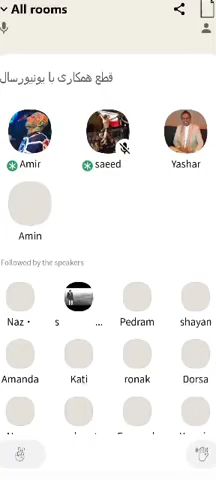 All rooms
قطع همکاری با یونیورسال
Amir
saeed
Yashar
Amin
Followed by the speakers
Naz •
s ...
Pedram
shayan
Amanda
Kati
ronak
Dorsa